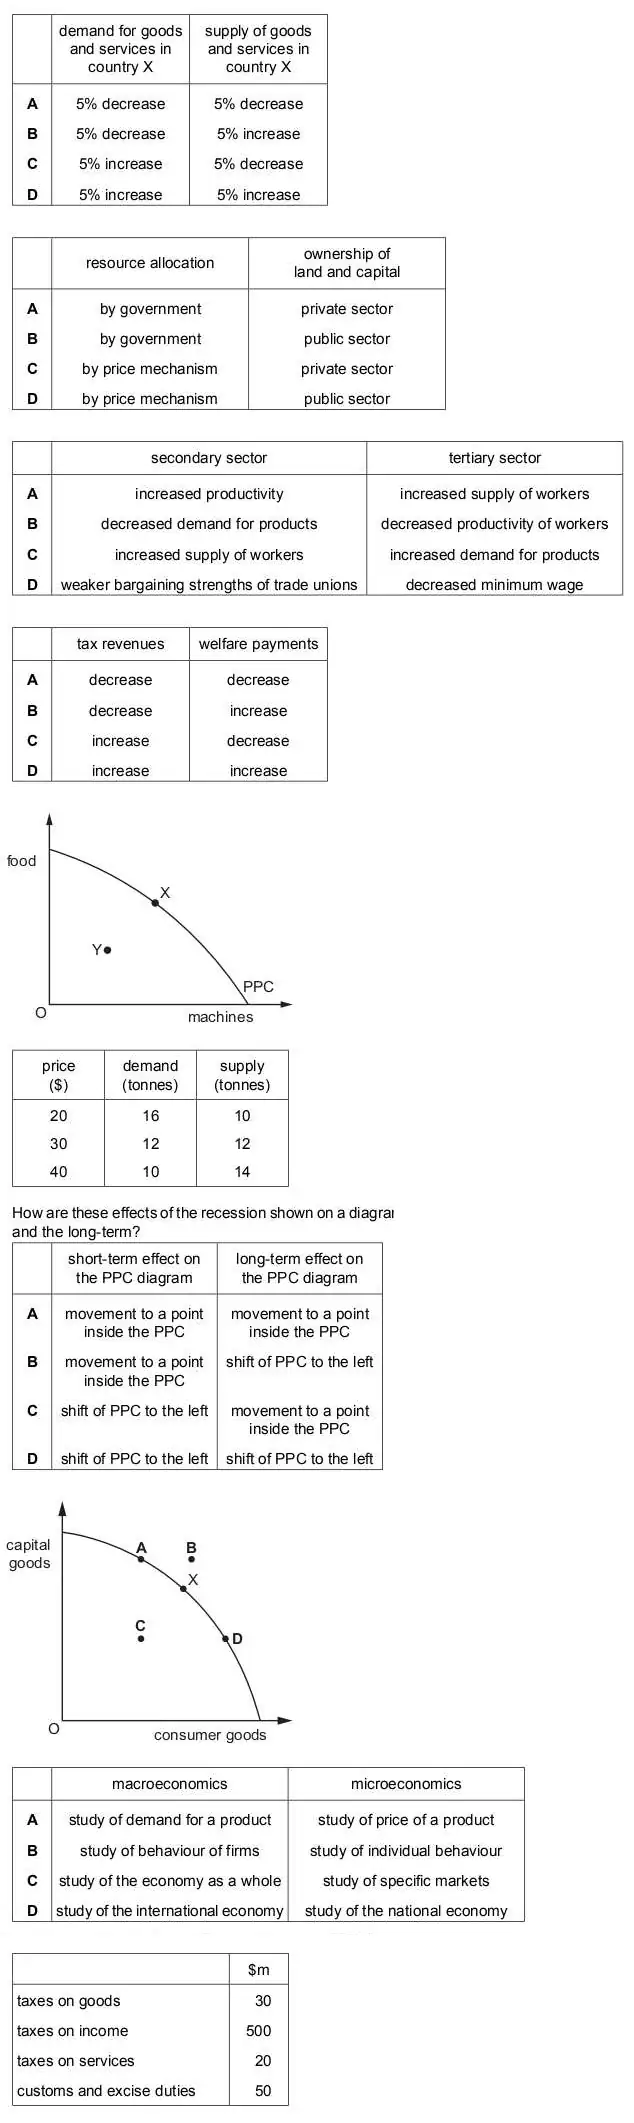 demand for goods and services in country X | supply of goods and services in country X
A 5% decrease 5% decrease
B 5% decrease 5% increase
C 5% increase 5% decrease
D 5% increase 5% increase
resource allocation | ownership of land and capital
A by government private sector
B by government public sector
C by price mechanism private sector
D by price mechanism public sector
secondary sector tertiary sector
A increased productivity increased supply of workers
B decreased demand for products decreased productivity of workers
C increased supply of workers increased demand for products
D weaker bargaining strengths of trade unions decreased minimum wage
tax revenues welfare payments
A decrease decrease
B decrease increase
C increase decrease
D increase increase
food
X
Y
PPC
O
machines
price ($) demand (tonnes) supply (tonnes)
20 16 10
30 12 12
40 10 14
How are these effects of the recession shown on a diagra
and the long-term?
short-term effect on the PPC diagram | long-term effect on the PPC diagram
A movement to a point inside the PPC | movement to a point inside the PPC
B movement to a point inside the PPC | shift of PPC to the left
C shift of PPC to the left | movement to a point inside the PPC
D shift of PPC to the left | shift of PPC to the left
capital goods
A
B
X
C
D
O
consumer goods
macroeconomics microeconomics
A study of demand for a product study of price of a product
B study of behaviour of firms study of individual behaviour
C study of the economy as a whole study of specific markets
D study of the international economy study of the national economy
$m
taxes on goods 30
taxes on income 500
taxes on services 20
customs and excise duties 50